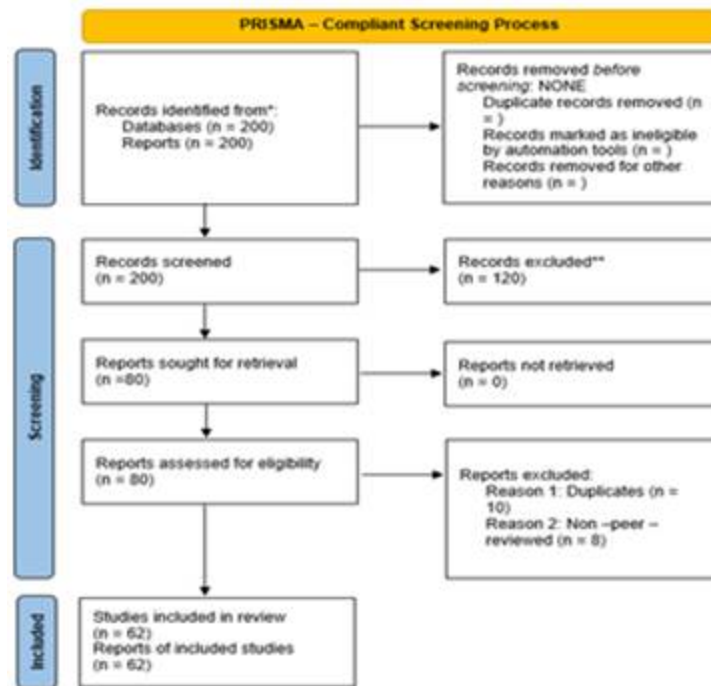 PRISMA – Compliant Screening Process
Identification
Records identified from*:
Databases (n = 200)
Reports (n = 200)
Records removed before
screening: NONE
Duplicate records removed (n
= )
Records marked as ineligible
by automation tools (n = )
Records removed for other
reasons (n = )
Screening
Records screened
(n = 200)
Records excluded**
(n = 120)
Reports sought for retrieval
(n =80)
Reports not retrieved
(n = 0)
Reports assessed for eligibility
(n = 80)
Reports excluded:
Reason 1: Duplicates (n =
10)
Reason 2: Non –peer –
reviewed (n = 8)
Included
Studies included in review
(n = 62)
Reports of included studies
(n = 62)